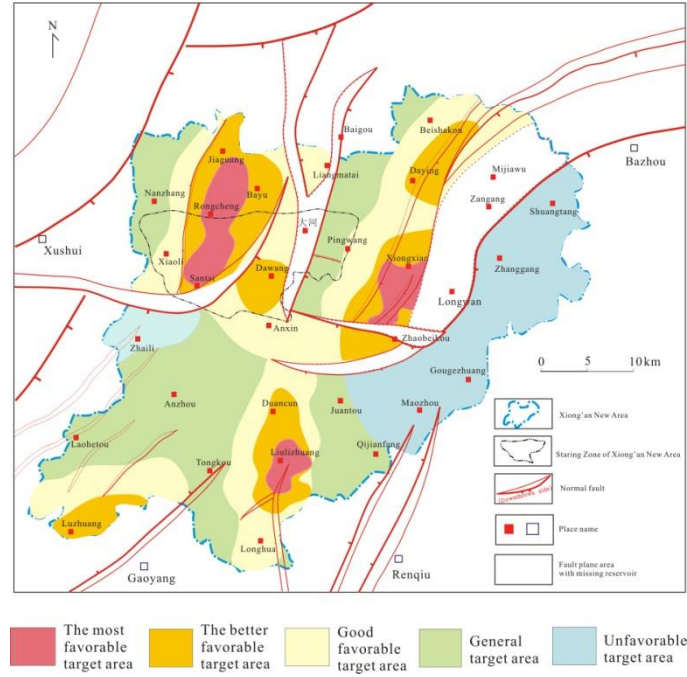 N
Baigou
Beishakou
Jiaguang
Liangmatai
Mijiawu
Bazhou
Daying
Nanzhang
Bayu
Rongcheng
Zangang
Shuangtang
大河
Xushui
Pingwang
Xiaoli
Xiongxian
Zhanggang
Santai
Dawang
Longwan
Anxin
Zhaobeikou
Zhaili
0 5 10km
Gougezhuang
Anzhou
Duancun
Juantou
Maozhou
Xiong'an New Area
Laohetou
Liulizhuang
Qijianfang
Staring Zone of Xiong'an New Area
Tongkou
Normal fault
Luzhuang
Place name
Longhua
Gaoyang
Renqiu
Fault plane area
with missing reservoir
The most
favorable
target area
The better
favorable
target area
Good
favorable
target area
General
target area
Unfavorable
target area